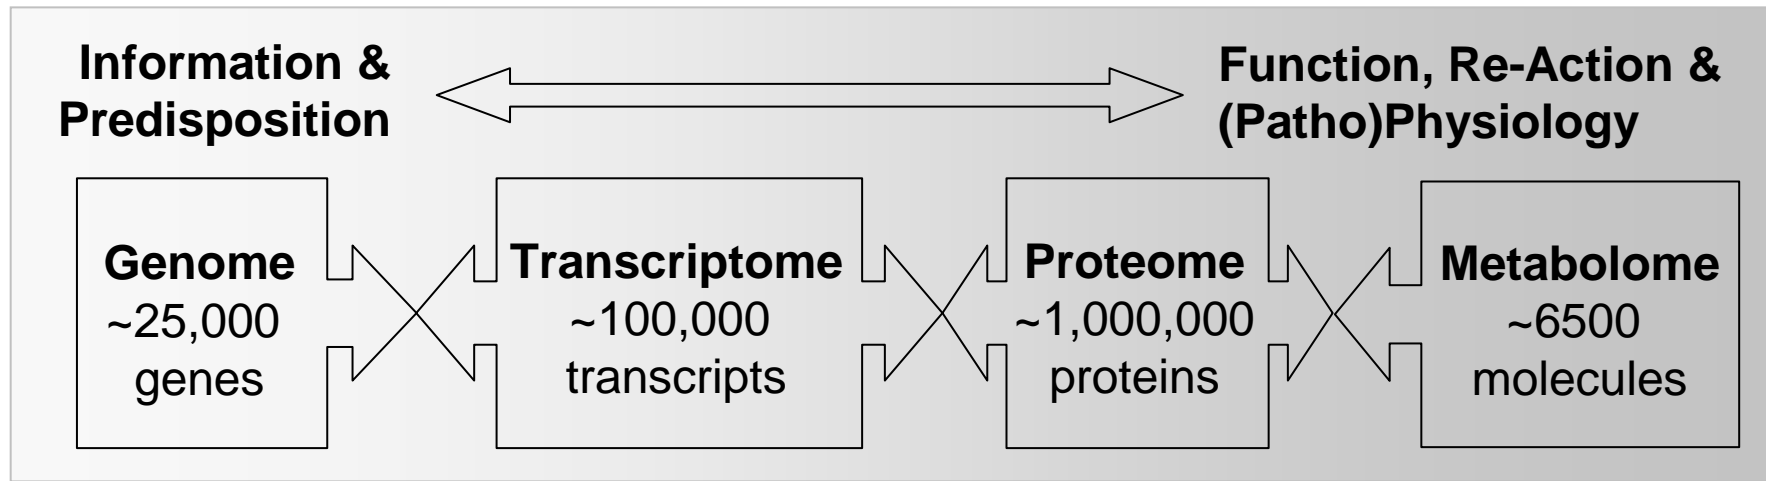 Information &
Predisposition
Function, Re-Action &
(Patho)Physiology
Genome
~25,000
genes
Transcriptome
~100,000
transcripts
Proteome
~1,000,000
proteins
Metabolome
~6500
molecules